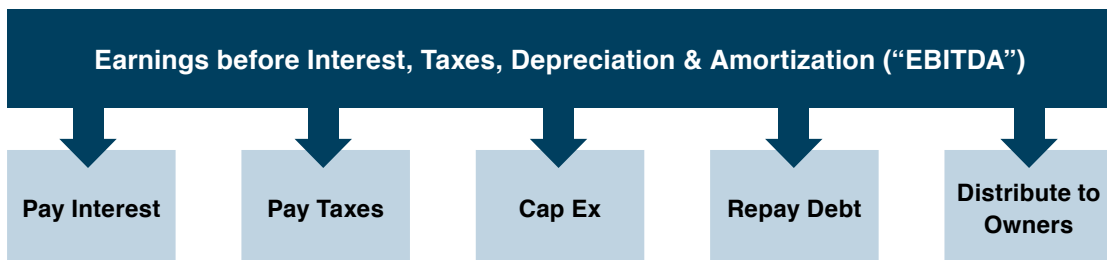 Earnings before Interest, Taxes, Depreciation & Amortization (“EBITDA”)
Pay Interest
Pay Taxes
Cap Ex
Repay Debt
Distribute to
Owners